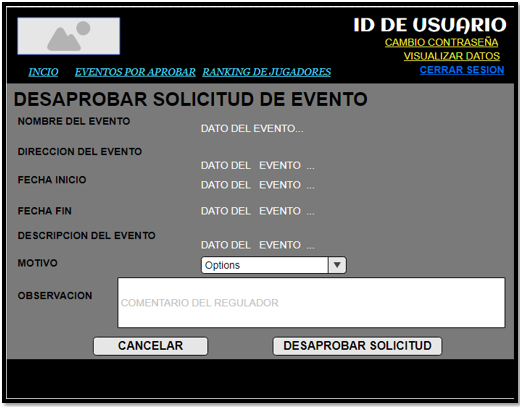 ID DE USUARIO
CAMBIO CONTRASEÑA
VISUALIZAR DATOS
INCIO EVENTOS POR APROBAR RANKING DE JUGADORES CERRAR SESION
DESAPROBAR SOLICITUD DE EVENTO
NOMBRE DEL EVENTO DATO DEL EVENTO...
DIRECCION DEL EVENTO DATO DEL EVENTO ...
FECHA INICIO DATO DEL EVENTO ...
FECHA FIN DATO DEL EVENTO ...
DESCRIPCION DEL EVENTO DATO DEL EVENTO ...
MOTIVO Options
OBSERVACION COMENTARIO DEL REGULADOR
CANCELAR DESAPROBAR SOLICITUD